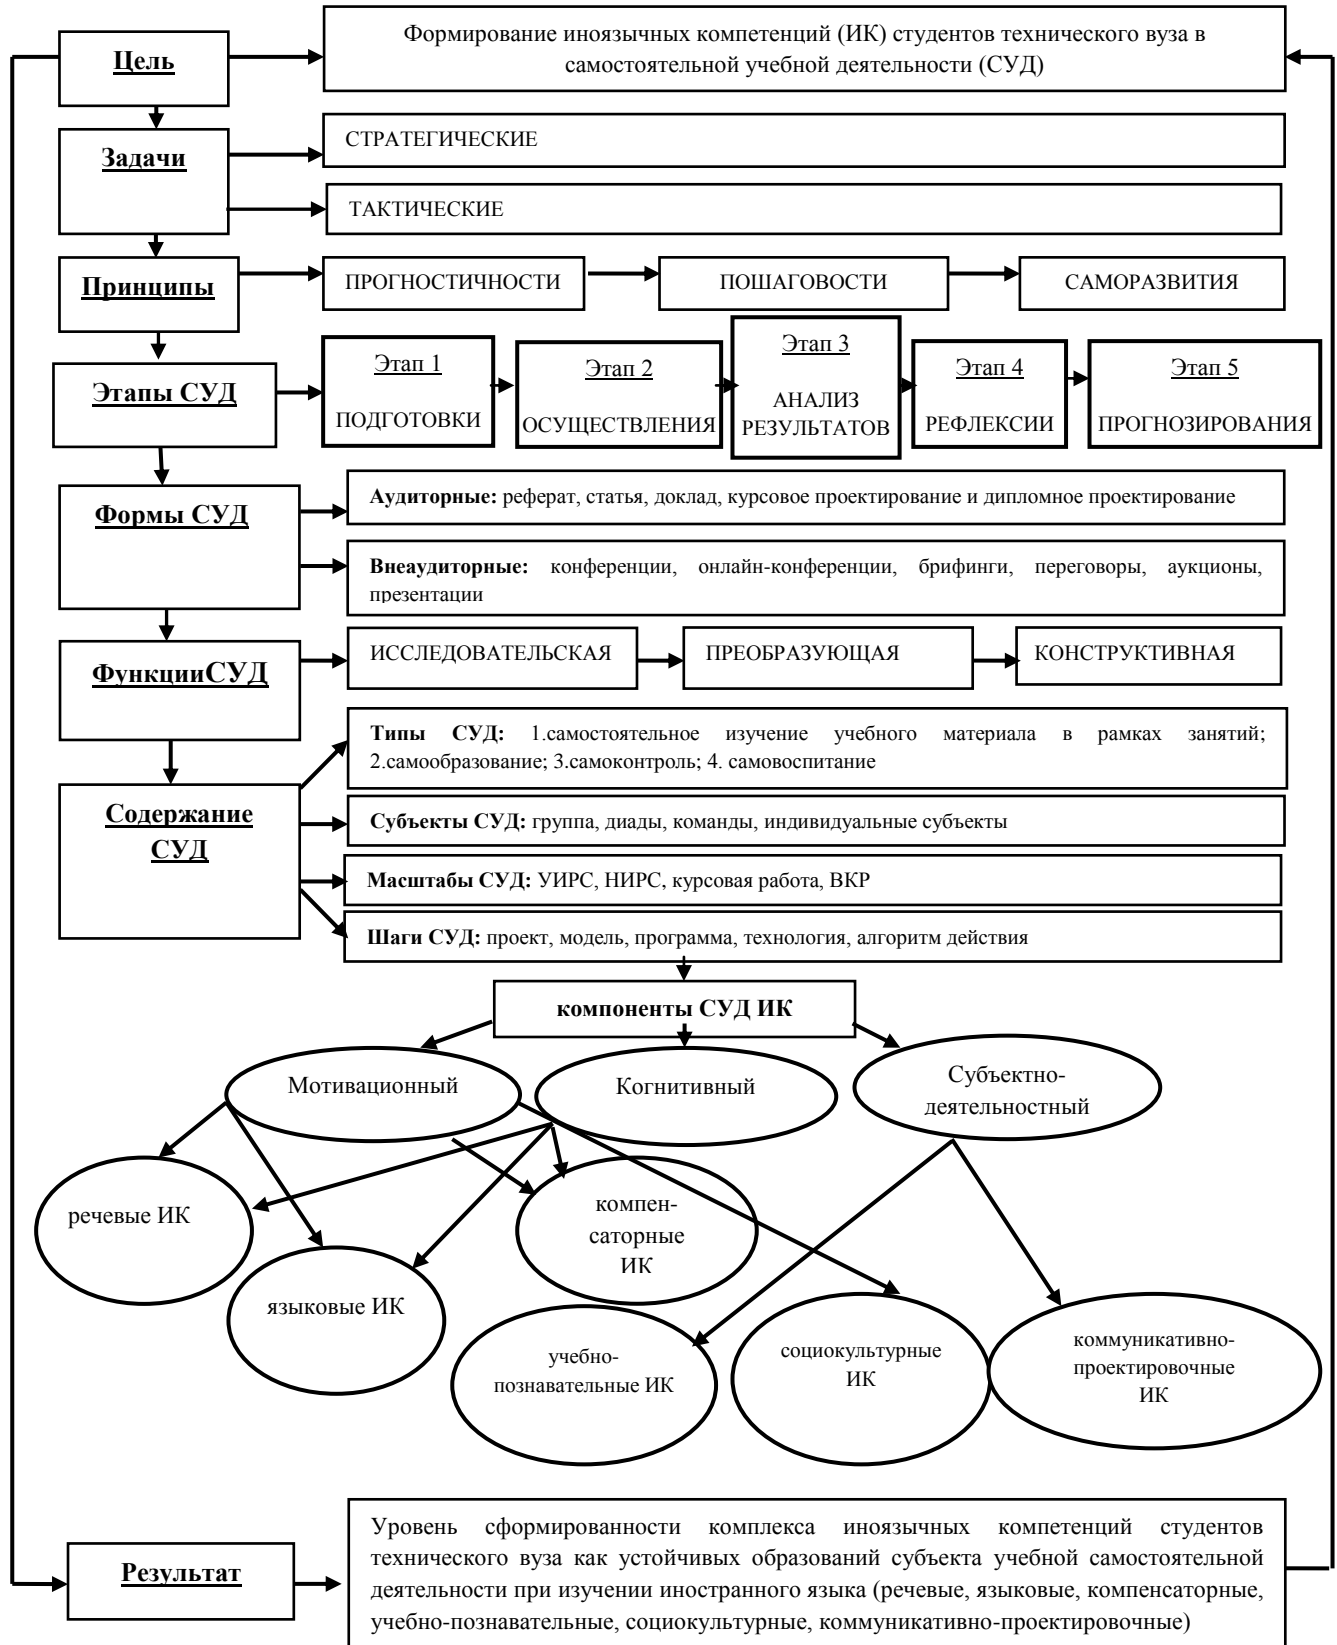 Цель
Формирование иноязычных компетенций (ИК) студентов технического вуза в
самостоятельной учебной деятельности (СУД)
Задачи
СТРАТЕГИЧЕСКИЕ
ТАКТИЧЕСКИЕ
Принципы
ПРОГНОСТИЧНОСТИ
ПОШАГОВОСТИ
САМОРАЗВИТИЯ
Этапы СУД
Этап 1
ПОДГОТОВКИ
Этап 2
ОСУЩЕСТВЛЕНИЯ
Этап 3
АНАЛИЗ
РЕЗУЛЬТАТОВ
Этап 4
РЕФЛЕКСИИ
Этап 5
ПРОГНОЗИРОВАНИЯ
Формы СУД
Аудиторные: реферат, статья, доклад, курсовое проектирование и дипломное проектирование
Внеаудиторные: конференции, онлайн-конференции, брифинги, переговоры, аукционы,
презентации
ФункцииСУД
ИССЛЕДОВАТЕЛЬСКАЯ
ПРЕОБРАЗУЮЩАЯ
КОНСТРУКТИВНАЯ
Содержание
СУД
Типы СУД: 1.самостоятельное изучение учебного материала в рамках занятий;
2.самообразование; 3.самоконтроль; 4. самовоспитание
Субъекты СУД: группа, диады, команды, индивидуальные субъекты
Масштабы СУД: УИРС, НИРС, курсовая работа, ВКР
Шаги СУД: проект, модель, программа, технология, алгоритм действия
компоненты СУД ИК
Мотивационный
Когнитивный
Субъектно-
деятельностный
речевые ИК
языковые ИК
компен-
саторные
ИК
учебно-
познавательные ИК
социокультурные
ИК
коммуникативно-
проектировочные
ИК
Результат
Уровень сформированности комплекса иноязычных компетенций студентов
технического вуза как устойчивых образований субъекта учебной самостоятельной
деятельности при изучении иностранного языка (речевые, языковые, компенсаторные,
учебно-познавательные, социокультурные, коммуникативно-проектировочные)